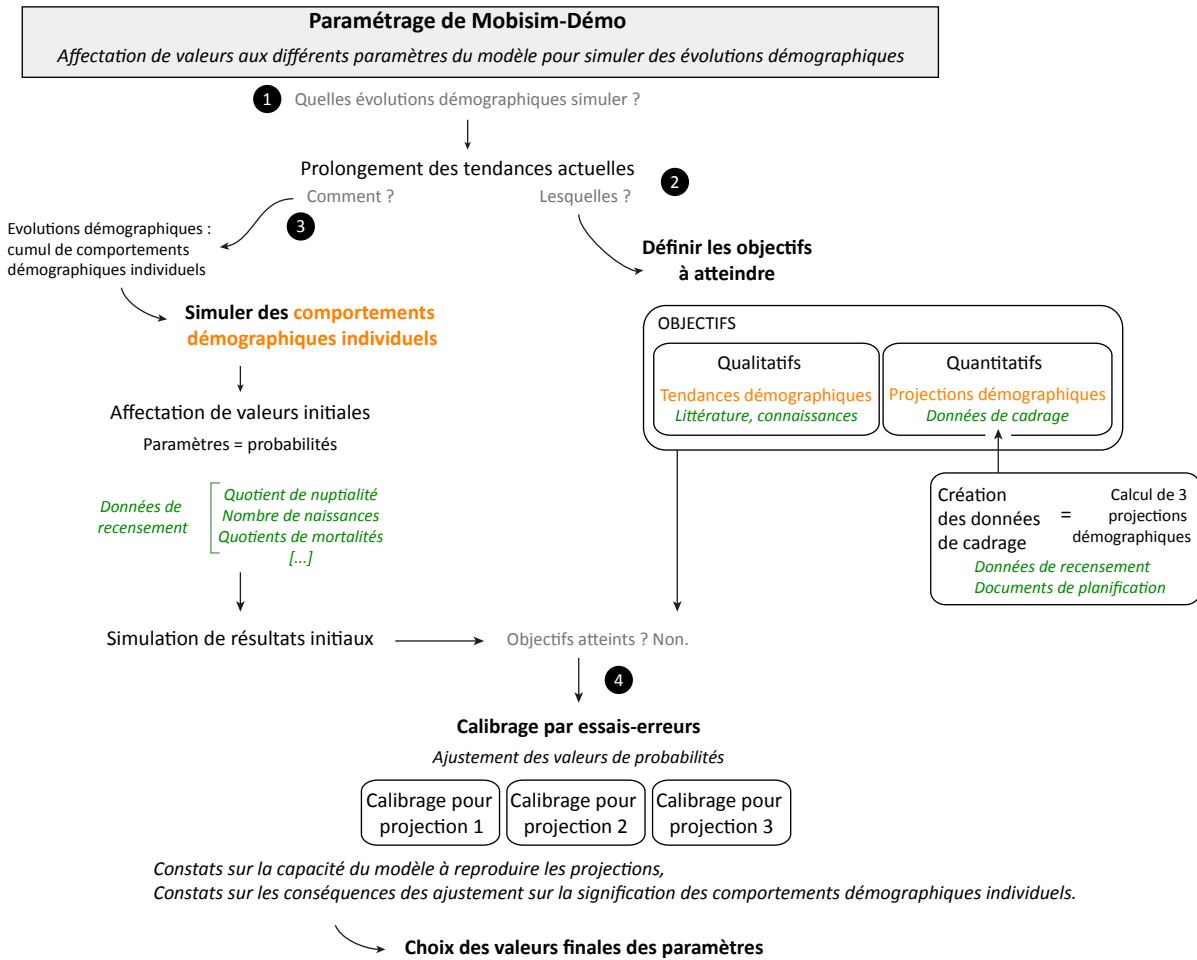 Paramétrage de Mobisim-Démo
Affectation de valeurs aux différents paramètres du modèle pour simuler des évolutions démographiques
1 Quelles évolutions démographiques simuler ?
Prolongement des tendances actuelles
2
Comment ?
Lesquelles ?
3
Evolutions démographiques :
cumul de comportements
démographiques individuels
Définir les objectifs
à atteindre
Simuler des comportements
démographiques individuels
OBJECTIFS
Qualitatifs
Tendances démographiques
Littérature, connaissances
Quantitatifs
Projections démographiques
Données de cadrage
Affectation de valeurs initiales
Paramètres = probabilités
Données de
recensement
Quotient de nuptialité
Nombre de naissances
Quotients de mortalités
[...]
Création
des données
de cadrage
=
Calcul de 3
projections
démographiques
Données de recensement
Documents de planification
Simulation de résultats initiaux
Objectifs atteints ? Non.
4
Calibrage par essais-erreurs
Ajustement des valeurs de probabilités
Calibrage pour
projection 1
Calibrage pour
projection 2
Calibrage pour
projection 3
Constats sur la capacité du modèle à reproduire les projections,
Constats sur les conséquences des ajustement sur la signification des comportements démographiques individuels.
Choix des valeurs finales des paramètres